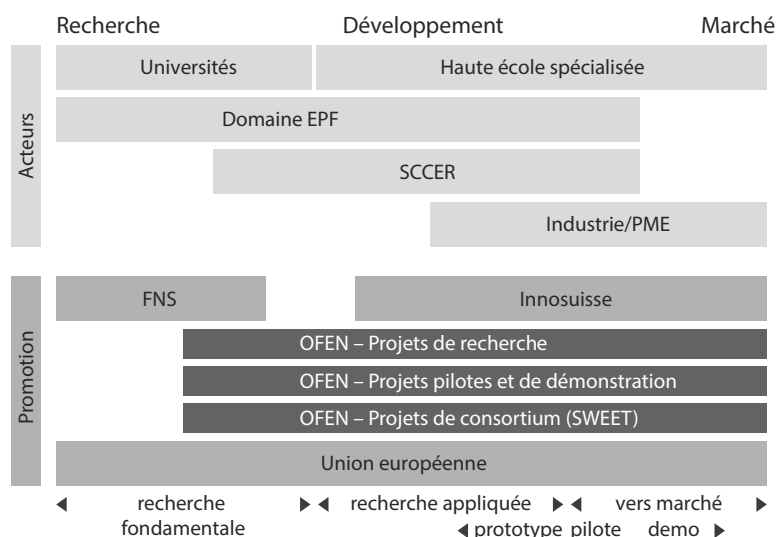 Recherche Développement Marché
Acteurs
Universités Haute école spécialisée
Domaine EPF
SCCER
Industrie/PME
Promotion
FNS Innosuisse
OFEN – Projets de recherche
OFEN – Projets pilotes et de démonstration
OFEN – Projets de consortium (SWEET)
Union européenne
recherche recherche appliquée vers marché
fondamentale prototype pilote demo